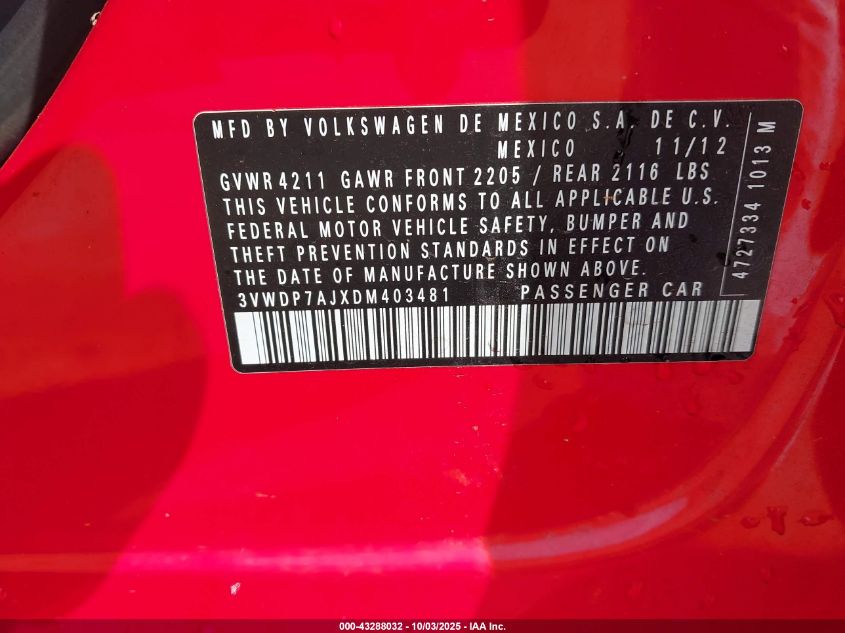 MFD BY VOLKSWAGEN DE MEXICO S.A. DE C.V.
MEXICO 11/12
GVWR 4211 GAWR FRONT 2205 / REAR 2116 LBS
THIS VEHICLE CONFORMS TO ALL APPLICABLE U.S.
FEDERAL MOTOR VEHICLE SAFETY, BUMPER AND
THEFT PREVENTION STANDARDS IN EFFECT ON
THE DATE OF MANUFACTURE SHOWN ABOVE.
3VWDP7AJXDM403481 PASSENGER CAR
4727334 1013 M
000-43288032 - 10/03/2025 - IAA Inc.